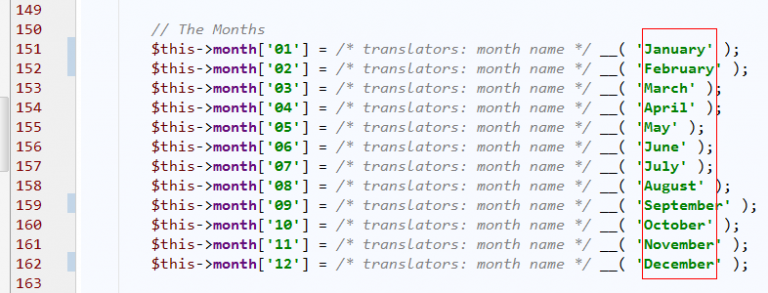 149
150 // The Months
151 $this->month['01'] = /* translators: month name */ __( 'January' );
152 $this->month['02'] = /* translators: month name */ __( 'February' );
153 $this->month['03'] = /* translators: month name */ __( 'March' );
154 $this->month['04'] = /* translators: month name */ __( 'April' );
155 $this->month['05'] = /* translators: month name */ __( 'May' );
156 $this->month['06'] = /* translators: month name */ __( 'June' );
157 $this->month['07'] = /* translators: month name */ __( 'July' );
158 $this->month['08'] = /* translators: month name */ __( 'August' );
159 $this->month['09'] = /* translators: month name */ __( 'September' );
160 $this->month['10'] = /* translators: month name */ __( 'October' );
161 $this->month['11'] = /* translators: month name */ __( 'November' );
162 $this->month['12'] = /* translators: month name */ __( 'December' );
163